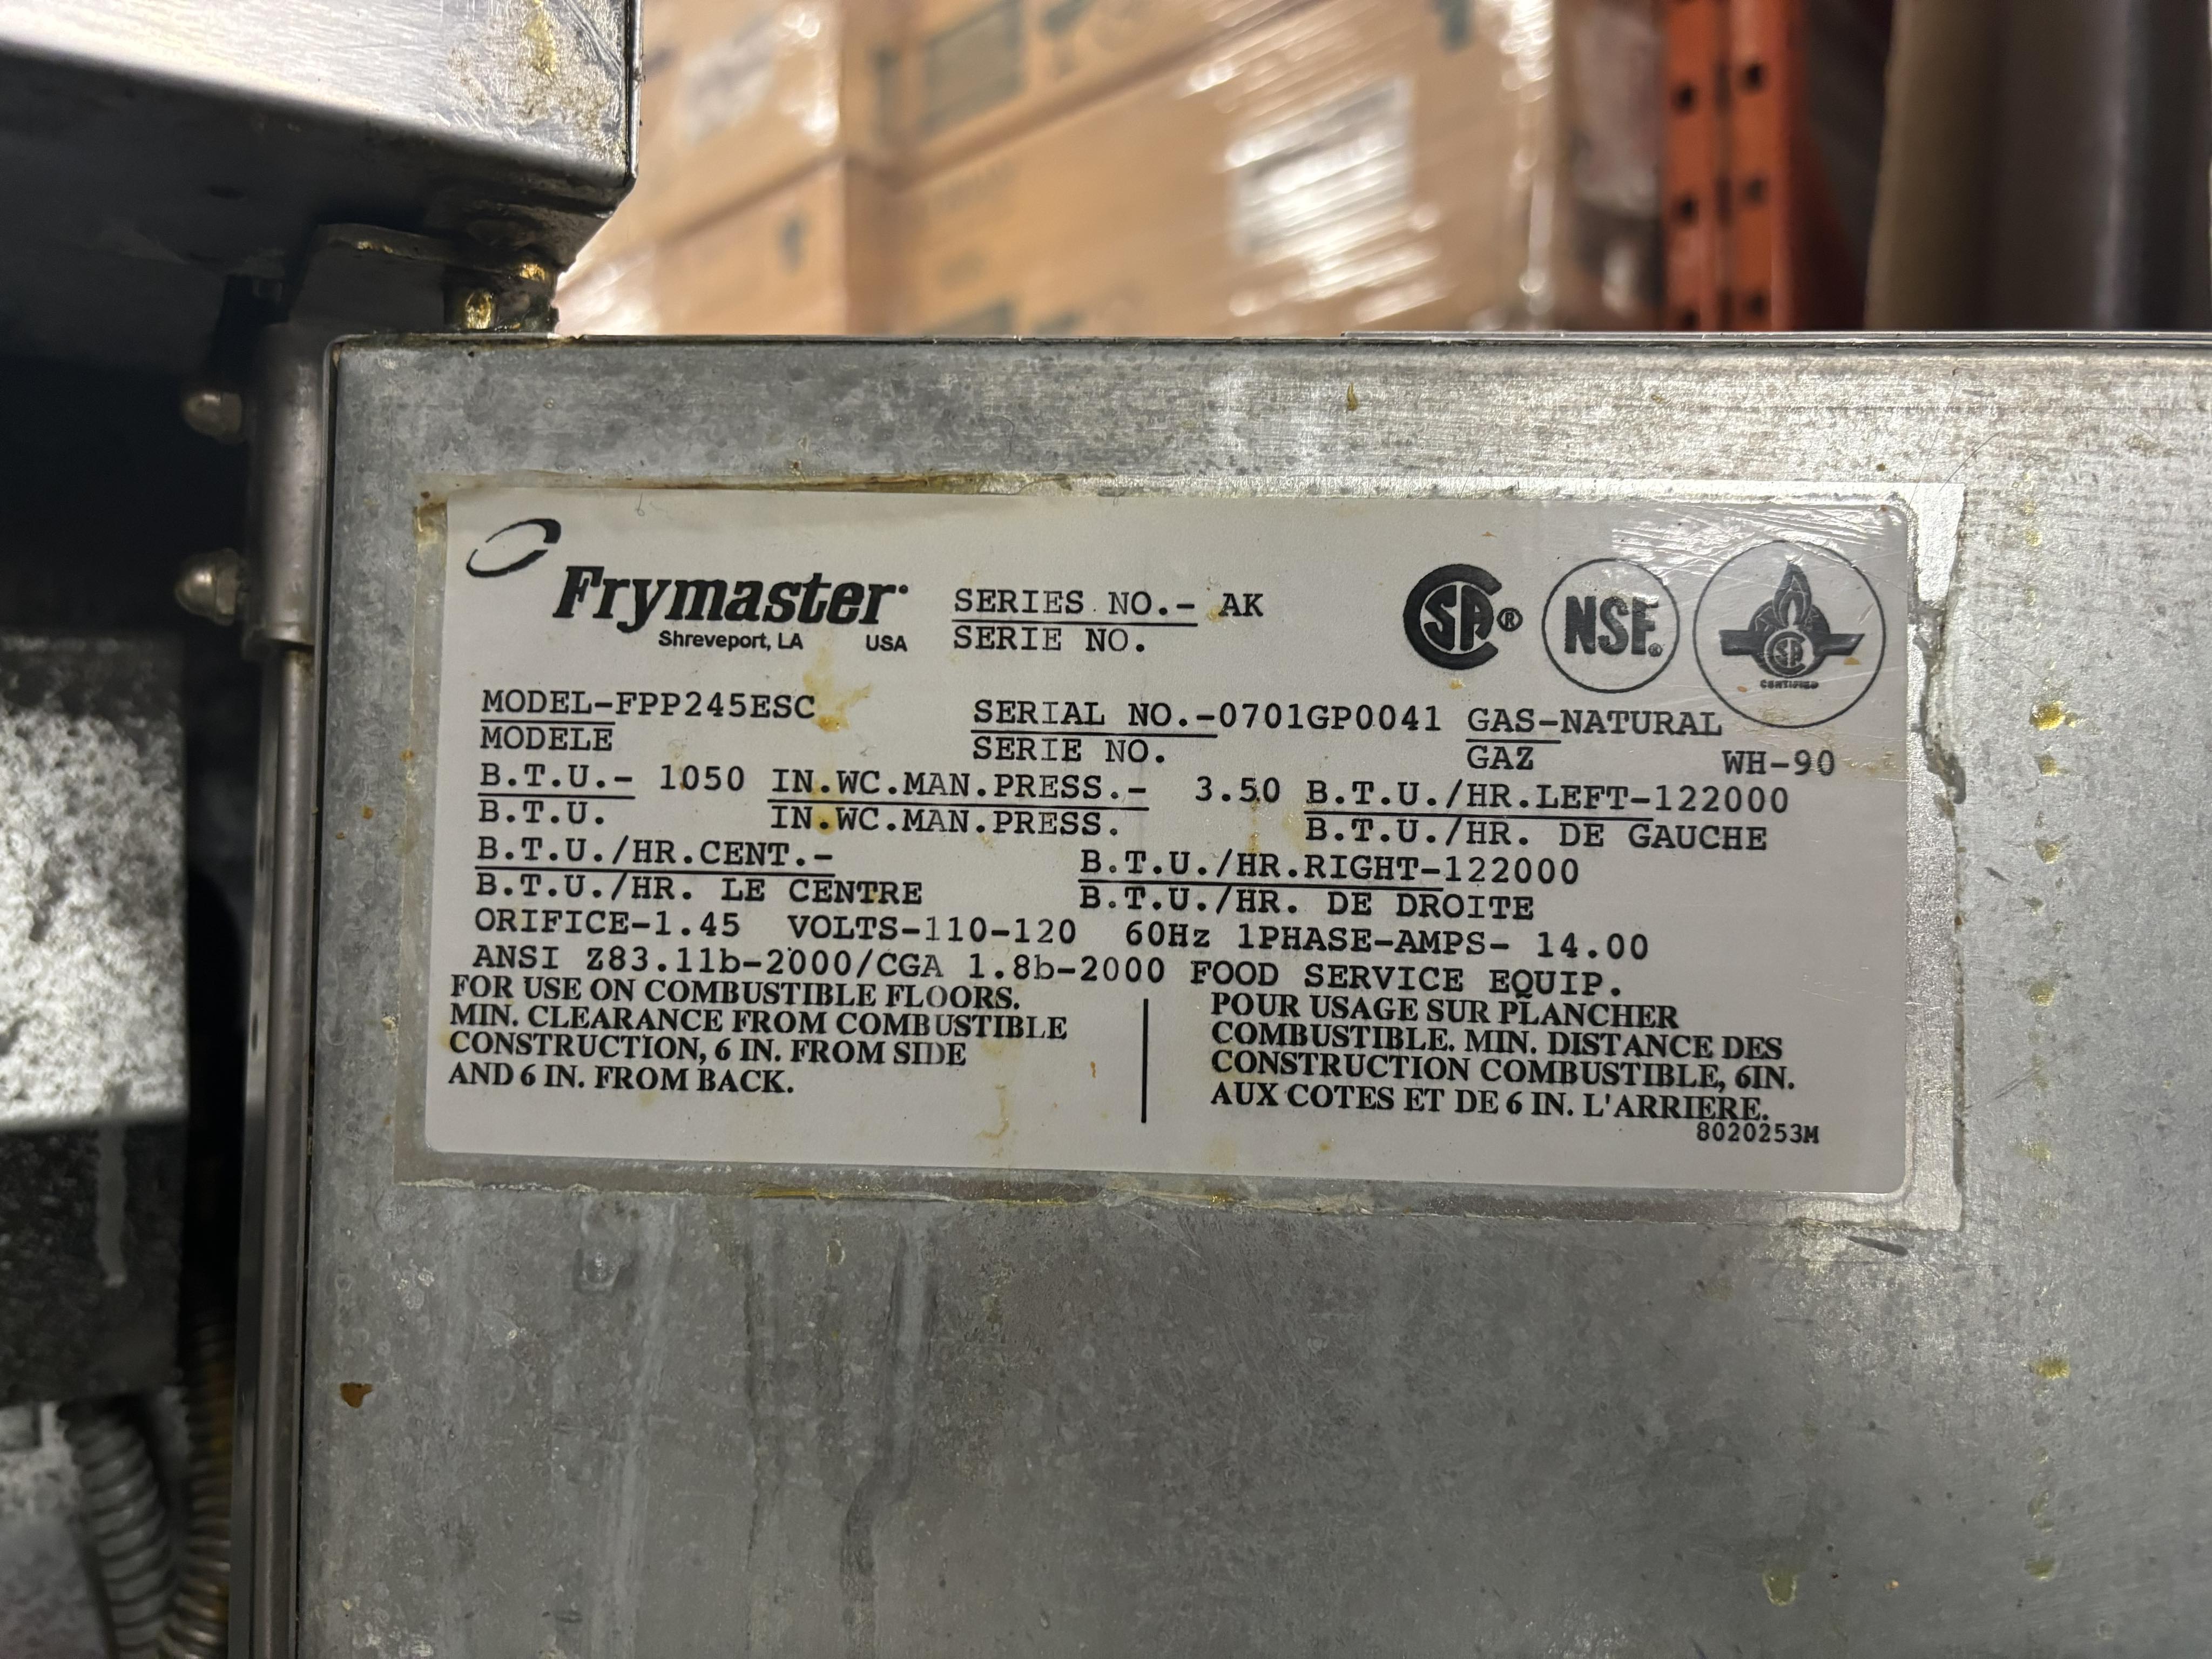 Frymaster
Shreveport, LA USA
SERIES NO.- AK
SERIE NO.
SA®
NSF®
SA
CERTIFIED
MODEL-FPP245ESC SERIAL NO.-0701GP0041 GAS-NATURAL
MODELE SERIE NO. GAZ WH-90
B.T.U.- 1050 IN.WC.MAN.PRESS.- 3.50 B.T.U./HR.LEFT-122000
B.T.U. IN.WC.MAN.PRESS. B.T.U./HR. DE GAUCHE
B.T.U./HR.CENT.- B.T.U./HR.RIGHT-122000
B.T.U./HR. LE CENTRE B.T.U./HR. DE DROITE
ORIFICE-1.45 VOLTS-110-120 60Hz 1PHASE-AMPS- 14.00
ANSI Z83.11b-2000/CGA 1.8b-2000 FOOD SERVICE EQUIP.
FOR USE ON COMBUSTIBLE FLOORS.
MIN. CLEARANCE FROM COMBUSTIBLE
CONSTRUCTION, 6 IN. FROM SIDE
AND 6 IN. FROM BACK.
POUR USAGE SUR PLANCHER
COMBUSTIBLE. MIN. DISTANCE DES
CONSTRUCTION COMBUSTIBLE, 6IN.
AUX COTES ET DE 6 IN. L'ARRIERE.
8020253M